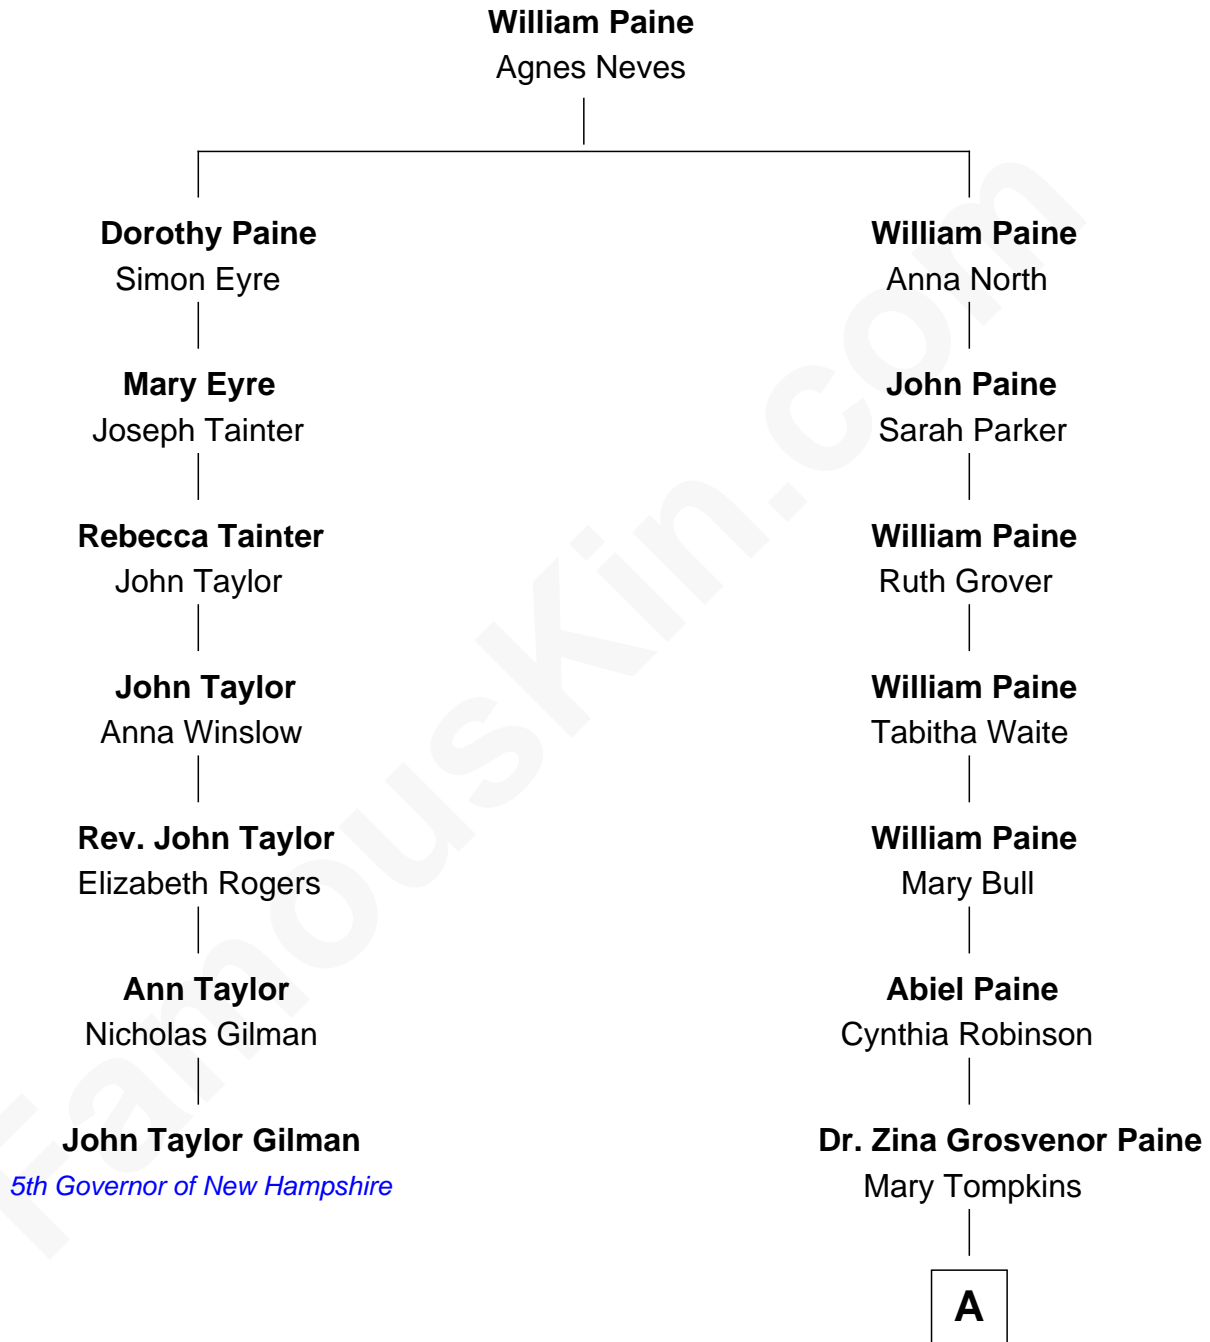 William Paine
Agnes Neves
Dorothy Paine
Simon Eyre
William Paine
Anna North
Mary Eyre
Joseph Tainter
John Paine
Sarah Parker
Rebecca Tainter
John Taylor
William Paine
Ruth Grover
John Taylor
Anna Winslow
William Paine
Tabitha Waite
Rev. John Taylor
Elizabeth Rogers
William Paine
Mary Bull
Ann Taylor
Nicholas Gilman
Abiel Paine
Cynthia Robinson
John Taylor Gilman
5th Governor of New Hampshire
Dr. Zina Grosvenor Paine
Mary Tompkins
A
FamousKin.com